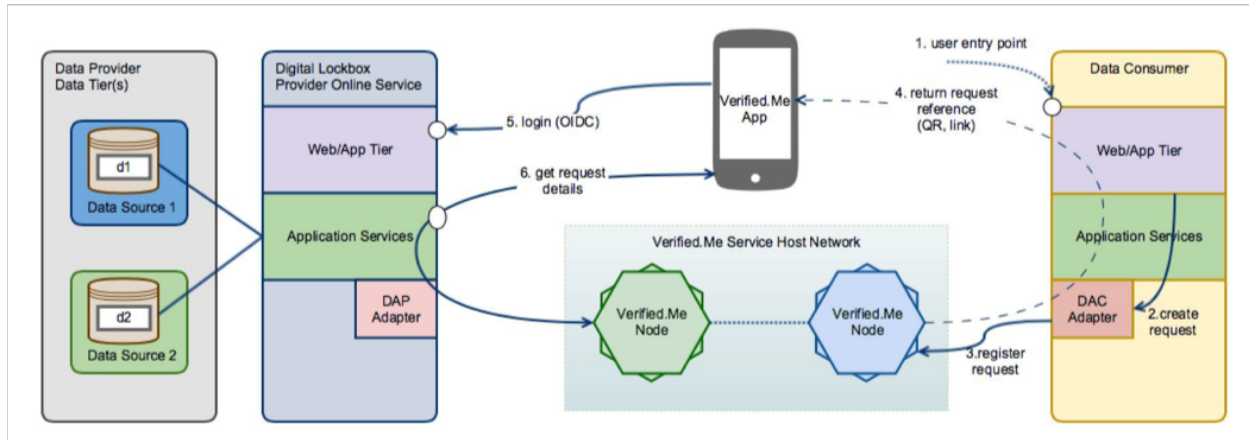 Data Provider
Data Tier(s)
d1
Data Source 1
d2
Data Source 2
Digital Lockbox
Provider Online Service
Web/App Tier
Application Services
DAP
Adapter
5. login (OIDC)
6. get request
details
Verified.Me
App
Verified.Me Service Host Network
Verified.Me
Node
Verified.Me
Node
1. user entry point
4. return request
reference
(QR, link)
3.register
request
Data Consumer
Web/App Tier
Application Services
DAC
Adapter
2.create
request